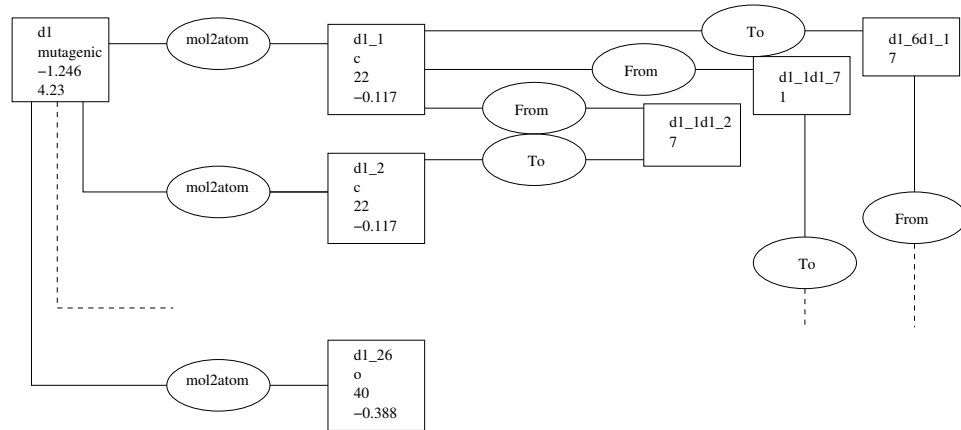 d1
mutagenic
−1.246
4.23
mol2atom
d1_1
c
22
−0.117
To
d1_6d1_1
7
From
d1_1d1_7
1
From
d1_1d1_2
7
To
mol2atom
d1_2
c
22
−0.117
From
To
mol2atom
d1_26
o
40
−0.388